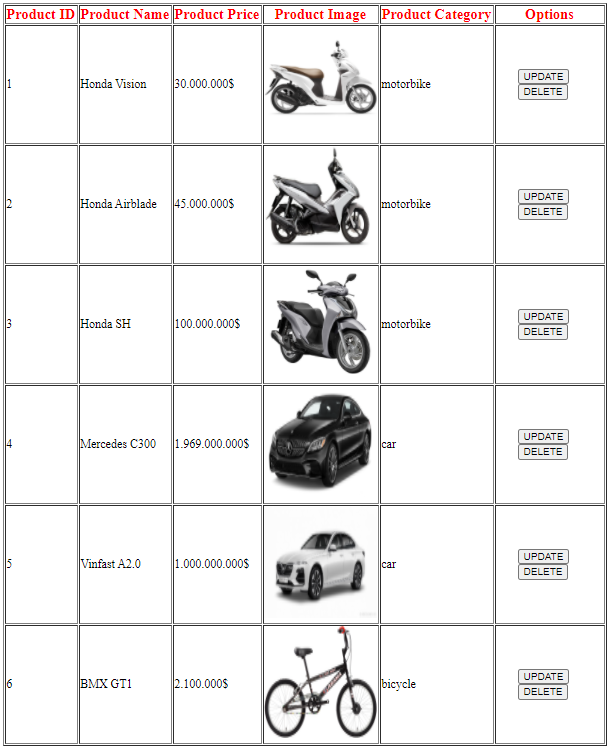 Product ID Product Name Product Price Product Image Product Category Options
1 Honda Vision 30.000.000$ motorbike UPDATE
DELETE
2 Honda Airblade 45.000.000$ motorbike UPDATE
DELETE
3 Honda SH 100.000.000$ motorbike UPDATE
DELETE
4 Mercedes C300 1.969.000.000$ car UPDATE
DELETE
5 Vinfast A2.0 1.000.000.000$ car UPDATE
DELETE
6 BMX GT1 2.100.000$ bicycle UPDATE
DELETE